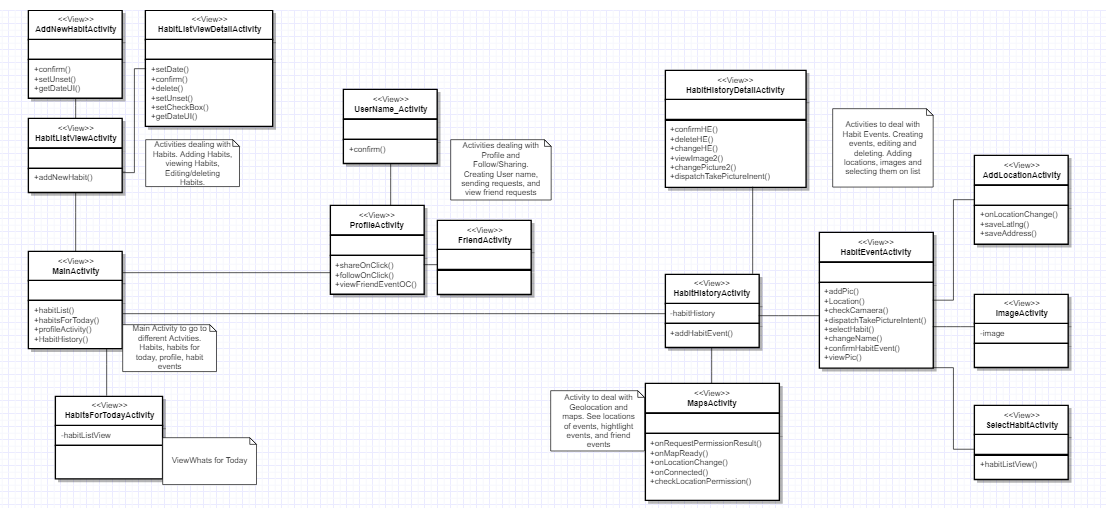 <<View>>
AddNewHabitActivity
+confirm()
+setUnset()
+getDateUI()
<<View>>
HabitListViewDetailActivity
+setDate()
+confirm()
+delete()
+setUnset()
+setCheckBox()
+getDateUI()
<<View>>
HabitListViewActivity
+addNewHabit()
Activities dealing with
Habits. Adding Habits,
viewing Habits,
Editing/deleting
Habits.
<<View>>
UserName_Activity
+confirm()
Activities dealing with
Profile and
Follow/Sharing.
Creating User name,
sending requests, and
view friend requests
<<View>>
ProfileActivity
+shareOnClick()
+followOnClick()
+viewFriendEventOC()
<<View>>
FriendActivity
<<View>>
MainActivity
+habitList()
+habitsForToday()
+profileActivity()
+HabitHistory()
Main Activity to go to
different Actvities.
Habits, habits for
today, profile, habit
events
<<View>>
HabitsForTodayActivity
-habitListView
ViewWhats for Today
<<View>>
HabitHistoryDetailActivity
+confirmHE()
+deleteHE()
+changeHE()
+viewImage2()
+changePicture2()
+dispatchTakePictureInent()
Activities to deal with
Habit Events. Creating
events, editing and
deleting. Adding
locations, images and
selecting them on list
<<View>>
HabitHistoryActivity
-habitHistory
+addHabitEvent()
Activity to deal with
Geolocation and
maps. See locations
of events, hightlight
events, and friend
events
<<View>>
MapsActivity
+onRequestPermissionResult()
+onMapReady()
+onLocationChange()
+onConnected()
+checkLocationPermission()
<<View>>
HabitEventActivity
+addPic()
+Location()
+checkCamaera()
+dispatchTakePictureIntent()
+selectHabit()
+changeName()
+confirmHabitEvent()
+viewPic()
<<View>>
AddLocationActivity
+onLocationChange()
+saveLatlng()
+saveAddress()
<<View>>
ImageActivity
-image
<<View>>
SelectHabitActivity
+habitListView()